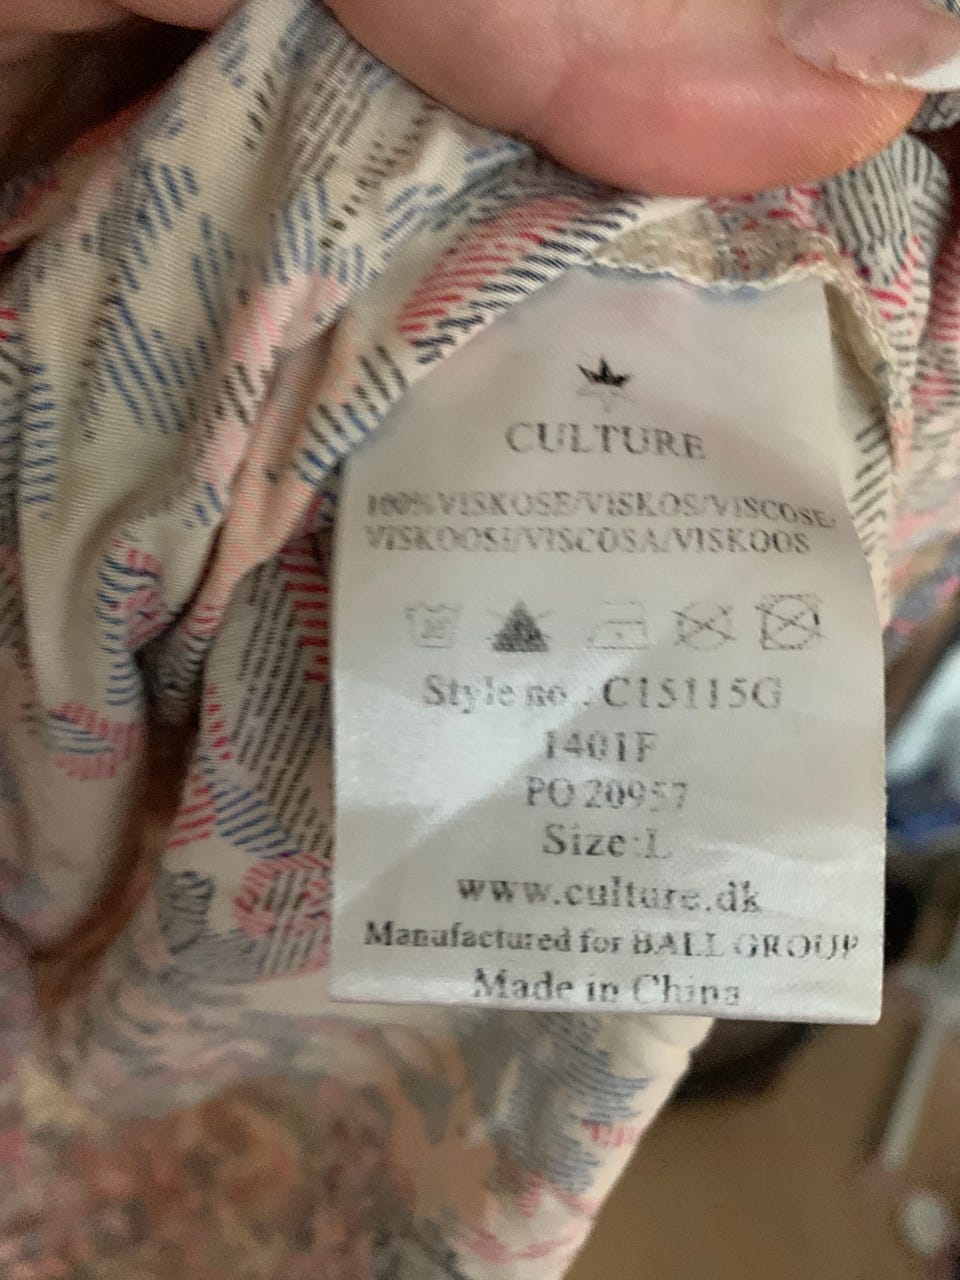 CULTURE
100% VISKOSE/VISKOS/VISCOSE/
VISKOOSI/VISCOSA/VISKOOS
Style no.: C15115G
1401F
PO 20957
Size:L
www.culture.dk
Manufactured for BALL GROUP
Made in China